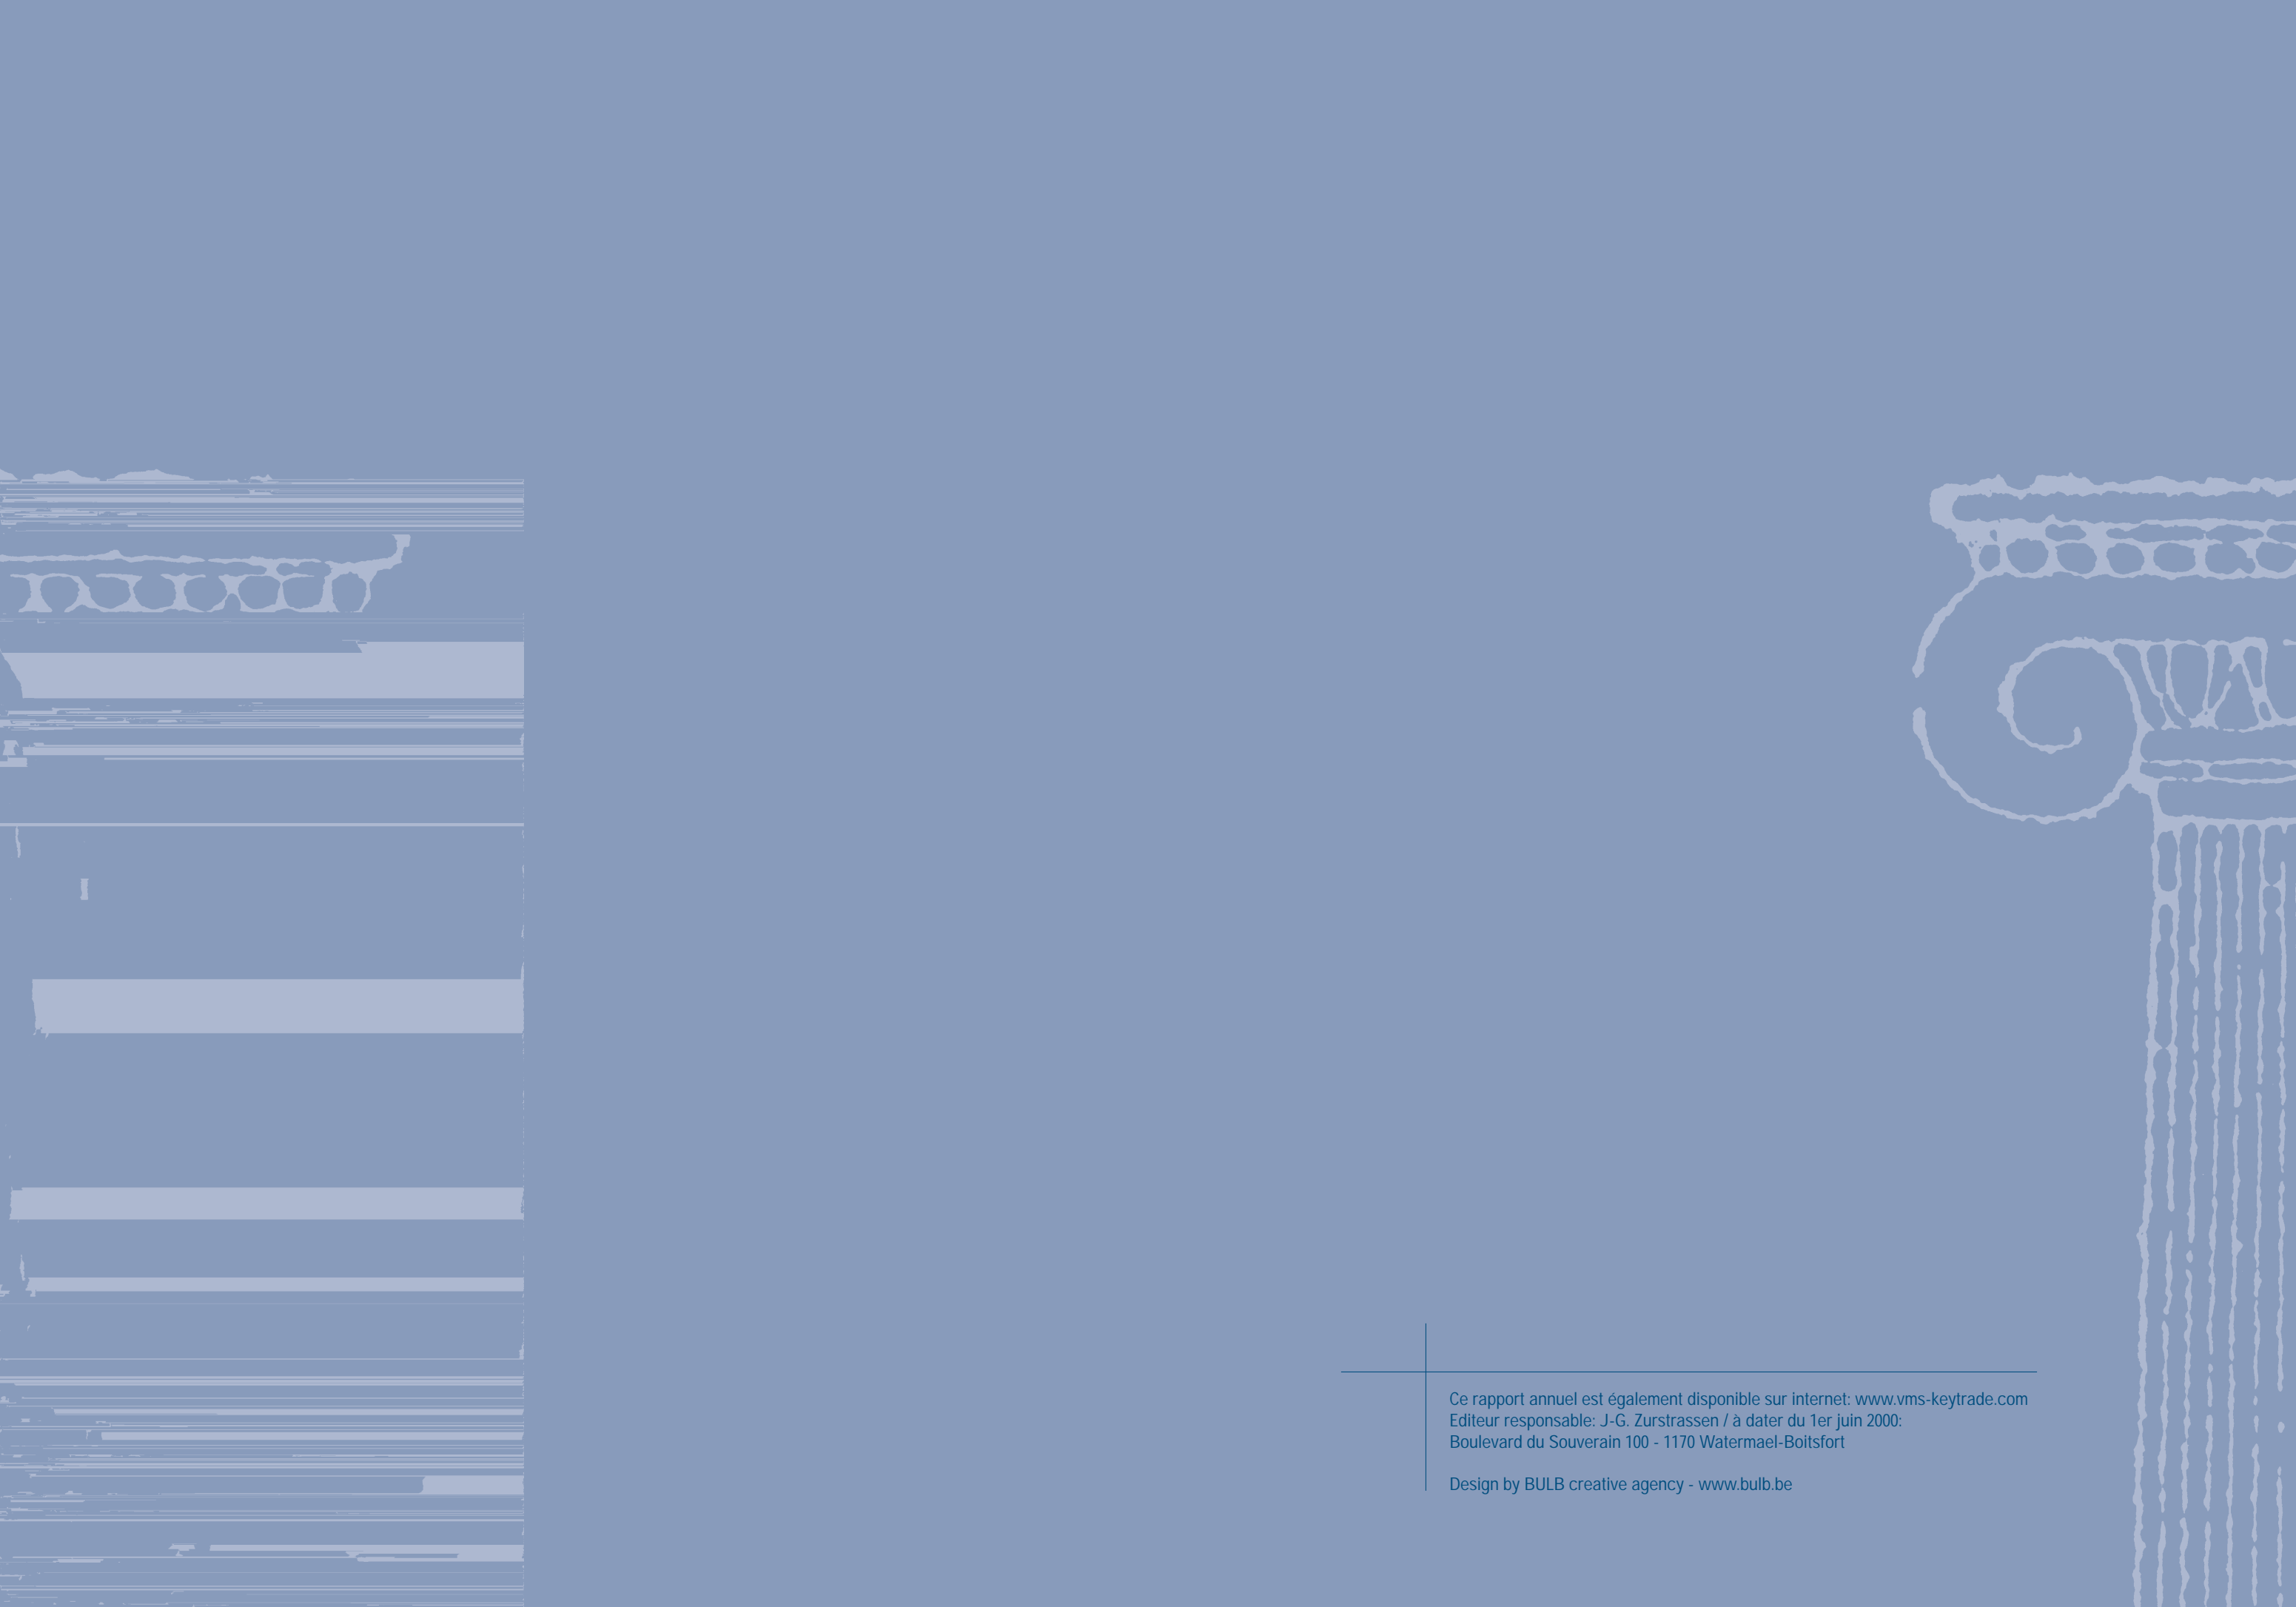 Ce rapport annuel est également disponible sur internet: www.vms-keytrade.com
Editeur responsable: J-G. Zurstrassen / à dater du 1er juin 2000:
Boulevard du Souverain 100 - 1170 Watermael-Boitsfort
Design by BULB creative agency - www.bulb.be